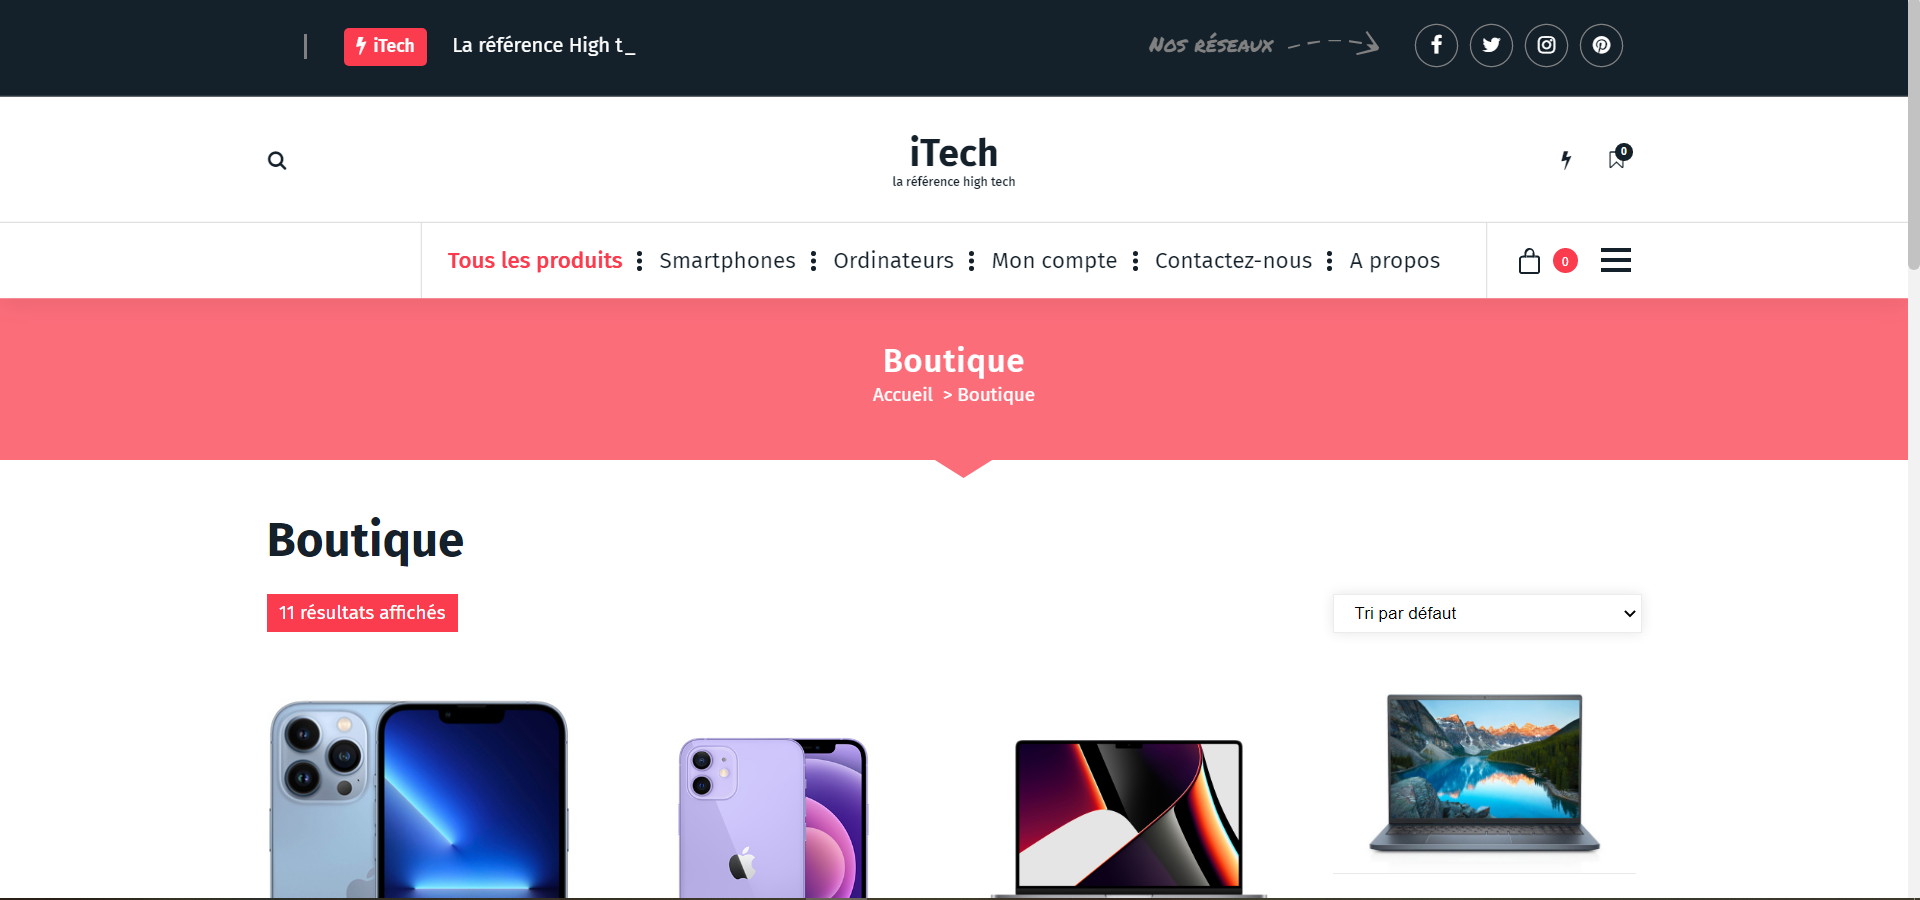 iTech
La référence High t_
Nos réseaux
iTech
la référence high tech
0
Tous les produits
Smartphones
Ordinateurs
Mon compte
Contactez-nous
A propos
0
Boutique
Accueil > Boutique
Boutique
11 résultats affichés
Tri par défaut